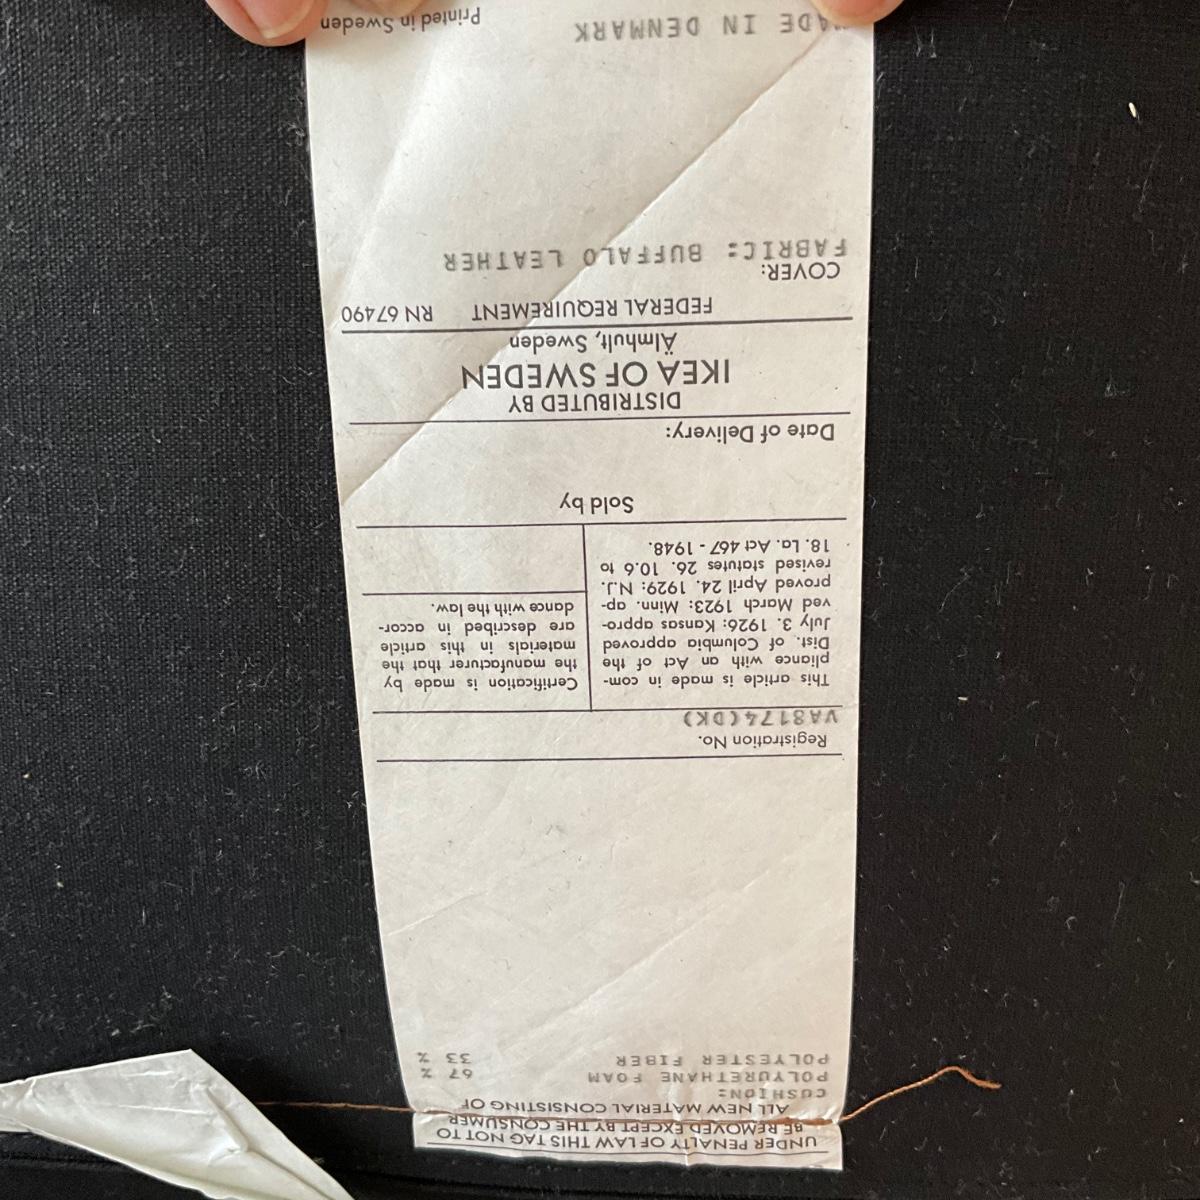 UNDER PENALTY OF LAW THIS TAG NOT TO
BE REMOVED EXCEPT BY THE CONSUMER
ALL NEW MATERIAL CONSISTING OF
CUSHION:
POLYURETHANE FOAM 67 %
POLYESTER FIBER 33 %
Registration No.
VA8174(DK)
This article is made in com-
pliance with an Act of the
Dist. of Columbia approved
July 3. 1926: Kansas appro-
ved March 1923: Minn. ap-
proved April 24. 1929: N.J.
revised statutes 26. 10.6 to
18. La. Act 467 - 1948.
Certification is made by
the manufacturer that the
materials in this article
are described in accor-
dance with the law.
Sold by
Date of Delivery:
DISTRIBUTED BY
IKEA OF SWEDEN
Älmhult, Sweden
FEDERAL REQUIREMENT RN 67490
COVER:
FABRIC: BUFFALO LEATHER
MADE IN DENMARK
Printed in Sweden